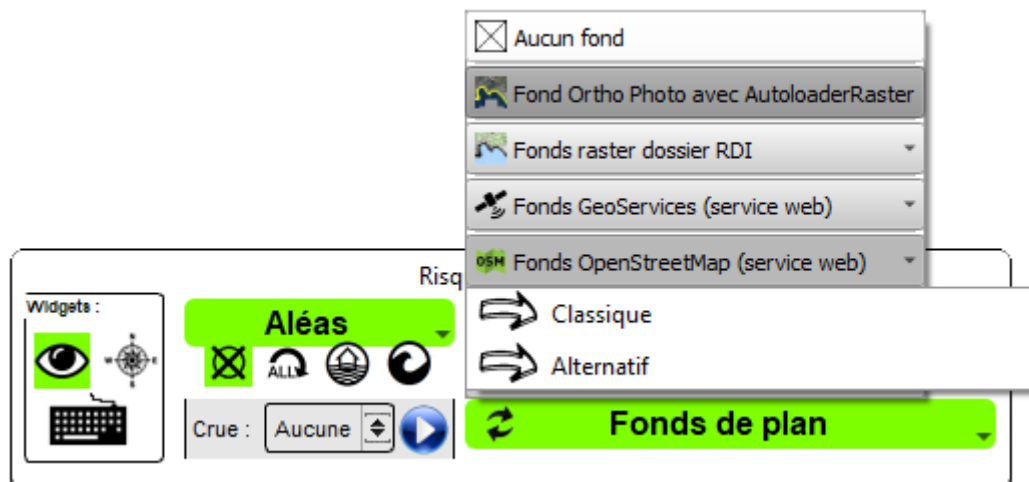 Aucun fond
Fond Ortho Photo avec AutoloaderRaster
Fonds raster dossier RDI
Fonds GeoServices (service web)
OSM Fonds OpenStreetMap (service web)
Classique
Alternatif
Risq
Widgets :
Aléas
ALL
Crue : Aucune
Fonds de plan